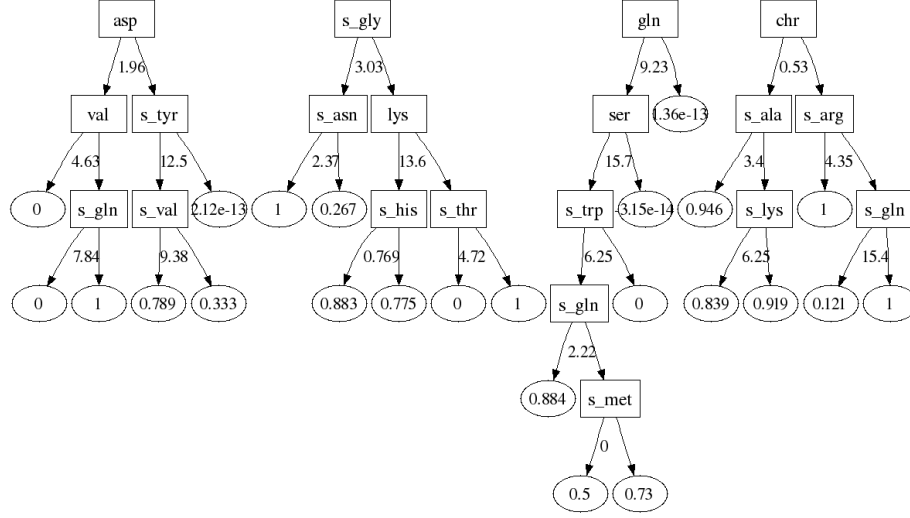 asp s_gly gln chr
1.96 3.03 9.23 0.53
val s_tyr s_asn lys ser 1.36e-13 s_ala s_arg
4.63 12.5 2.37 13.6 15.7 3.4 4.35
0 s_gln s_val 2.12e-13 1 0.267 s_his s_thr s_trp -3.15e-14 0.946 s_lys 1 s_gln
7.84 9.38 0.769 4.72 6.25 6.25 15.4
0 1 0.789 0.333 0.883 0.775 0 1 s_gln 0 0.839 0.919 0.121 1
2.22
0.884 s_met
0
0.5 0.73